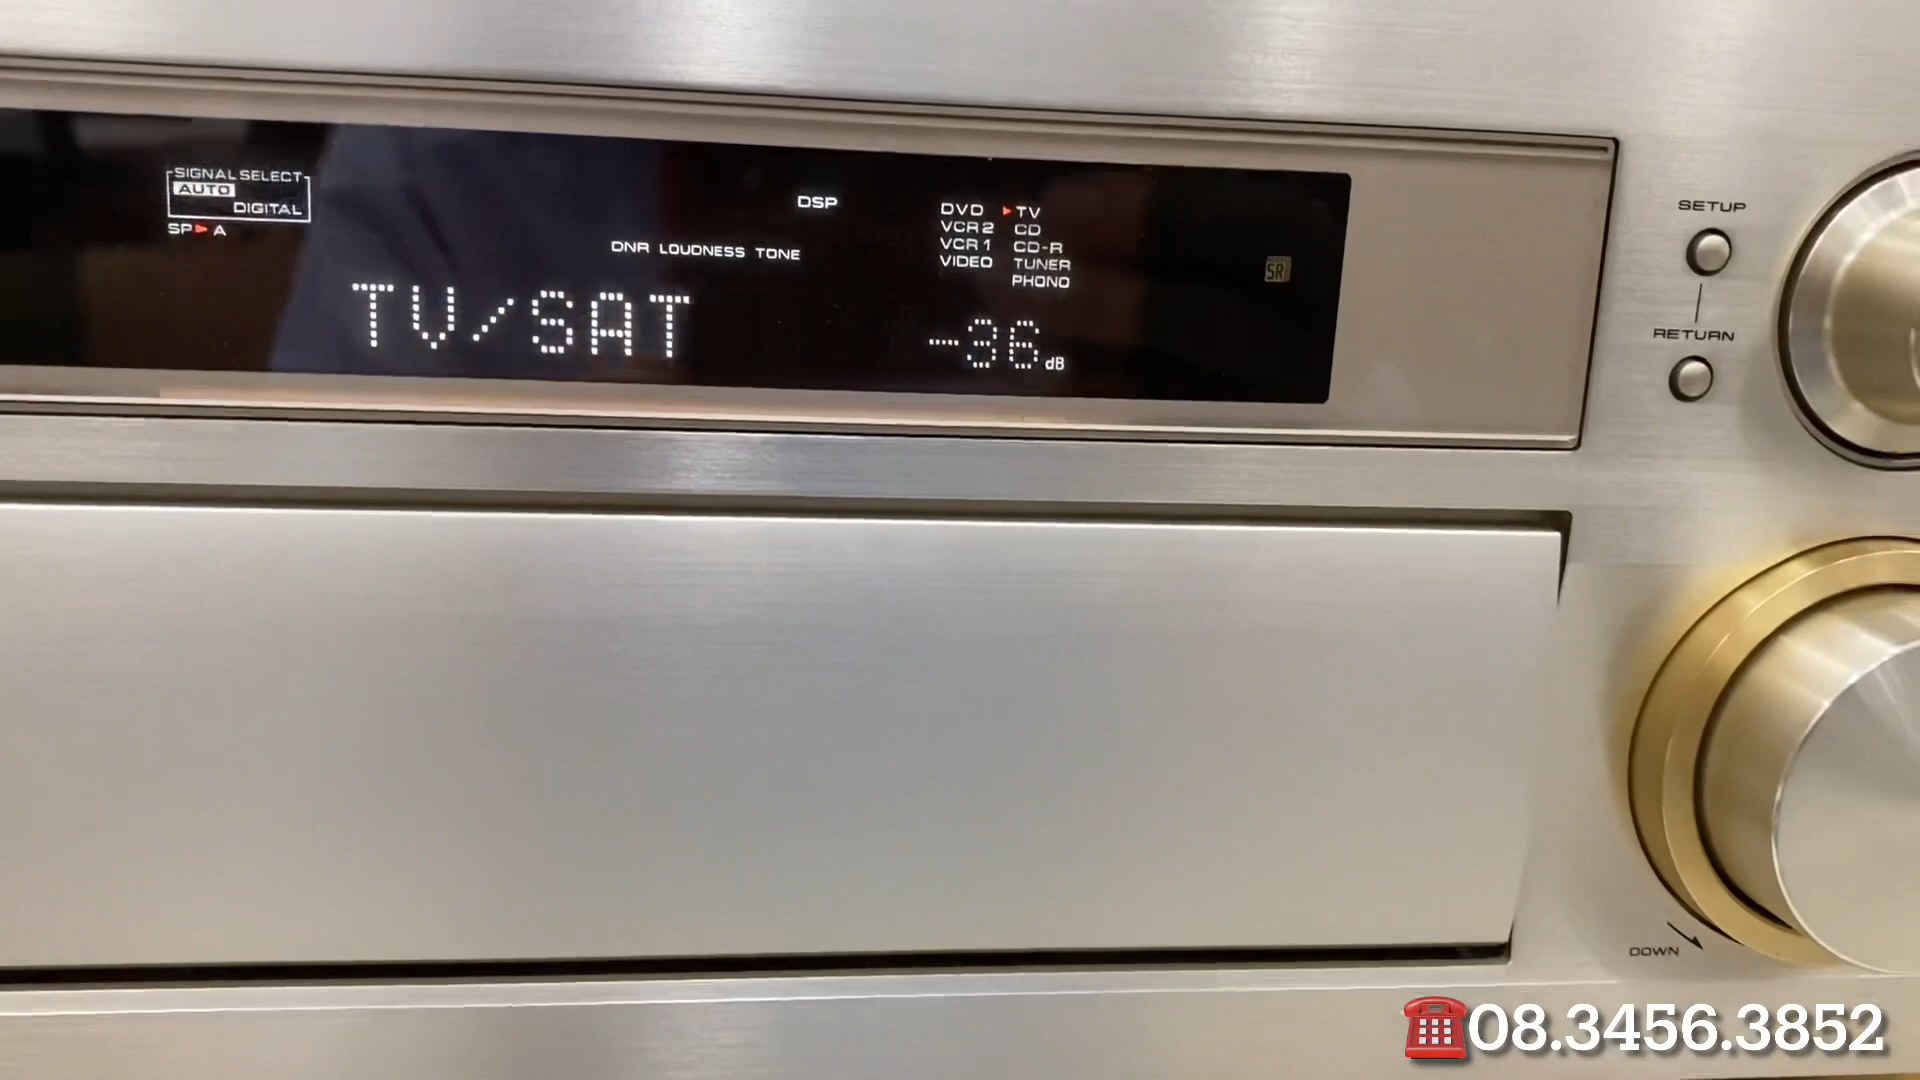 SIGNAL SELECT
AUTO
DIGITAL
SP ▶ A
DSP
DNR LOUDNESS TONE
DVD ▶ TV
VCR 2 CD
VCR 1 CD-R
VIDEO TUNER
PHONO
TV/SAT
-36 dB
SR
SETUP
RETURN
DOWN
☎08.3456.3852